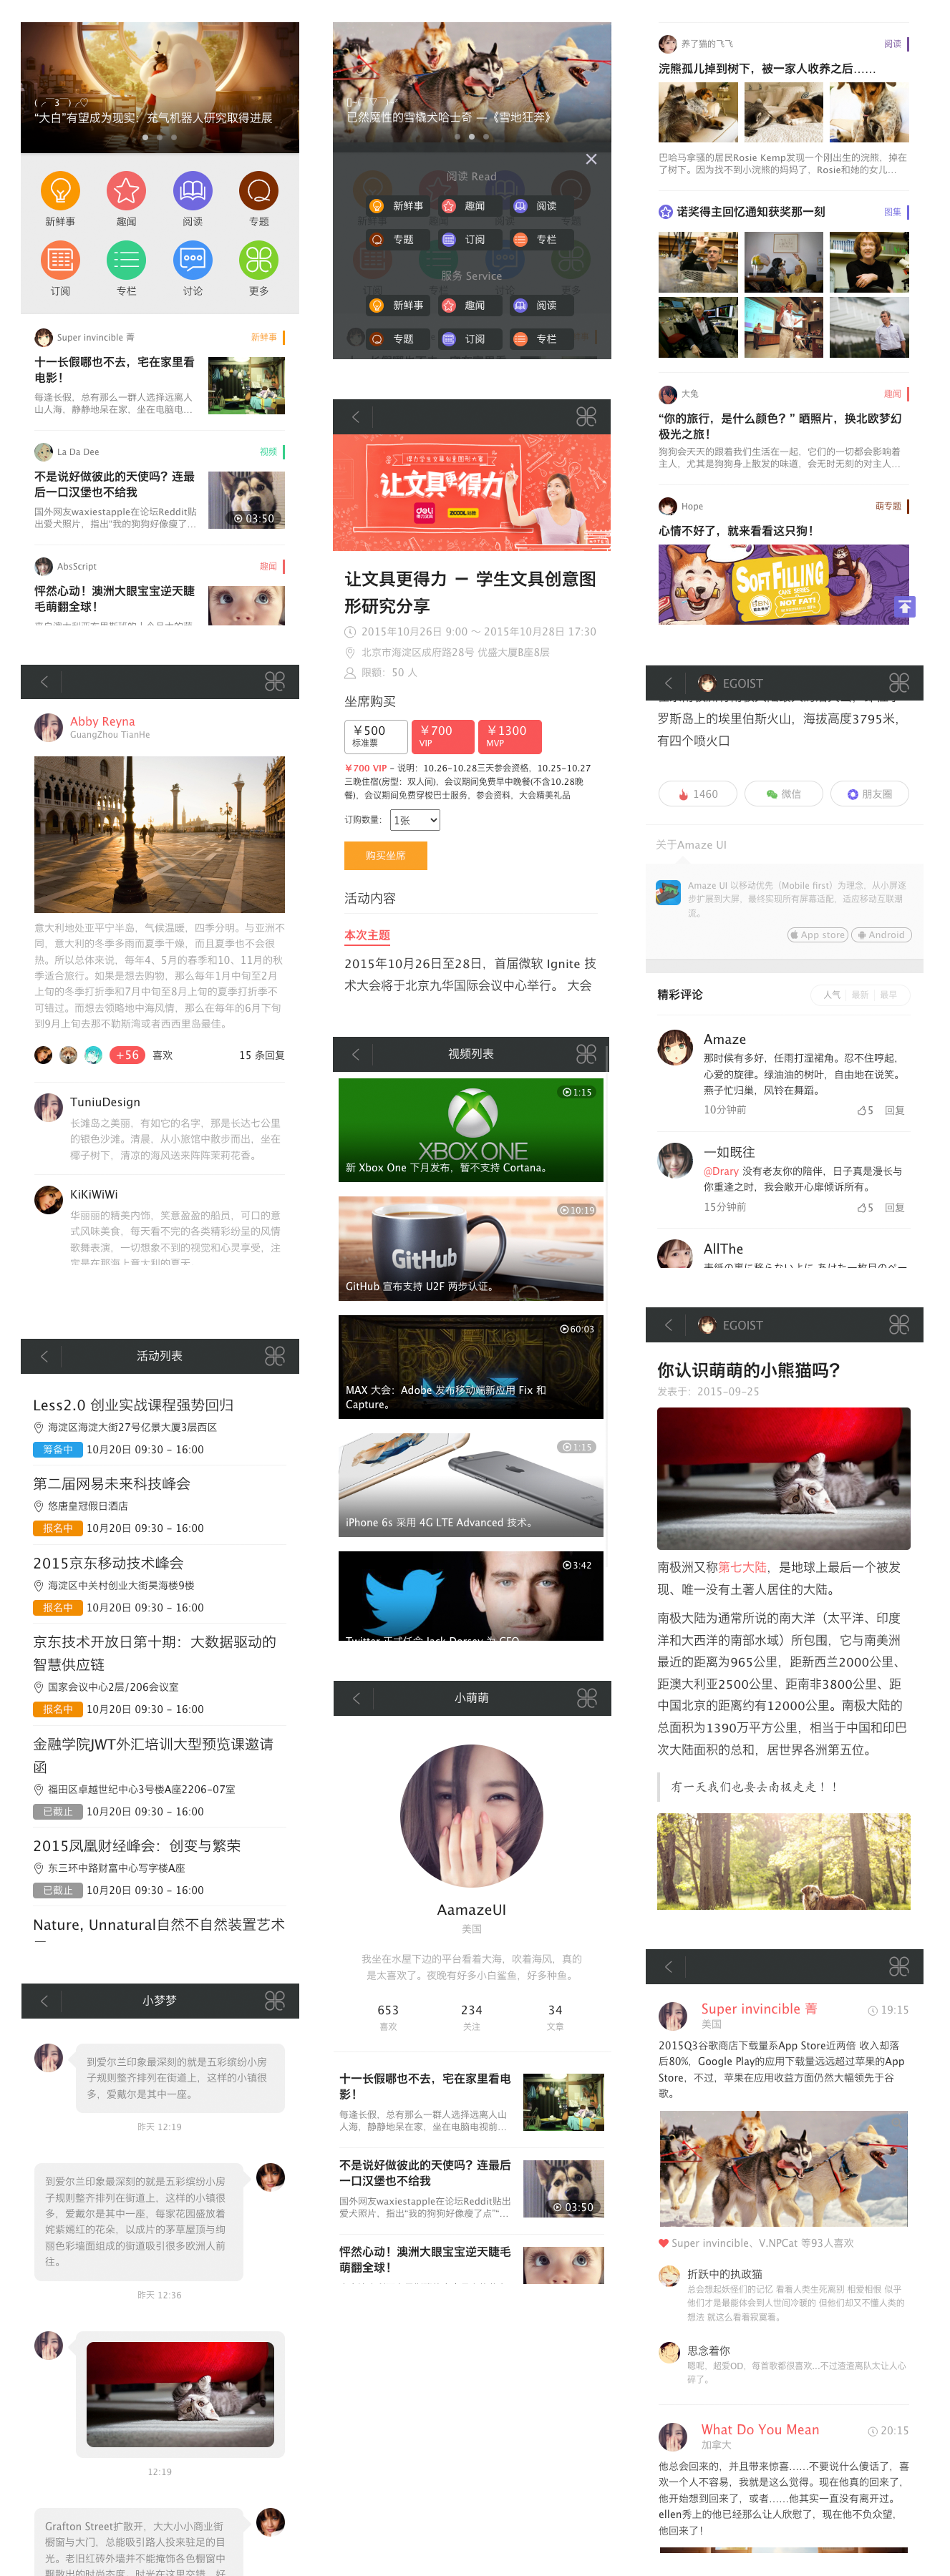 ( ╭ ￣3￣) ╭♡
“大白”有望成为现实，充气机器人研究取得进展
新鲜事
趣闻
阅读
专题
订阅
专栏
讨论
更多
Super invincible 菁
新鲜事
十一长假哪也不去，宅在家里看
电影！
每逢长假，总有那么一群人选择远离人
山人海，静静地呆在家，坐在电脑电...
La Da Dee
视频
不是说好做彼此的天使吗？连最
后一口汉堡也不给我
国外网友waxiestapple在论坛Reddit贴
出爱犬照片，指出“我的狗狗好像瘦了...
03:50
AbsScript
趣闻
怦然心动！澳洲大眼宝宝逆天睫
毛萌翻全球！
Abby Reyna
GuangZhou TianHe
意大利地处亚平宁半岛，气候温暖，四季分明。与亚洲不
同，意大利的冬季多雨而夏季干燥，而且夏季也不会很
热。所以总体来说，每年4、5月的春季和10、11月的秋
季适合旅行。如果是想去购物，那么每年1月中旬至2月
上旬的冬季打折季和7月中旬至8月上旬的夏季打折季不
可错过。而想去领略地中海风情，那么在每年的6月下旬
到9月上旬去那不勒斯湾或者西西里岛最佳。
+56
喜欢
15 条回复
TuniuDesign
长滩岛之美丽，有如它的名字，那是长达七公里
的银色沙滩。清晨，从小旅馆中散步而出，坐在
椰子树下，清凉的海风送来阵阵茉莉花香。
KiKiWiWi
华丽丽的精美内饰，笑意盈盈的船员，可口的意
式风味美食，每天看不完的各类精彩纷呈的风情
歌舞表演，一切想象不到的视觉和心灵享受，注
定是在那海上意大利的夏天
活动列表
Less2.0 创业实战课程强势回归
海淀区海淀大街27号亿景大厦3层西区
筹备中 10月20日 09:30 - 16:00
第二届网易未来科技峰会
悠唐皇冠假日酒店
报名中 10月20日 09:30 - 16:00
2015京东移动技术峰会
海淀区中关村创业大街昊海楼9楼
报名中 10月20日 09:30 - 16:00
京东技术开放日第十期：大数据驱动的
智慧供应链
国家会议中心2层/206会议室
报名中 10月20日 09:30 - 16:00
金融学院JWT外汇培训大型预览课邀请
函
福田区卓越世纪中心3号楼A座2206-07室
已截止 10月20日 09:30 - 16:00
2015凤凰财经峰会：创变与繁荣
东三环中路财富中心写字楼A座
已截止 10月20日 09:30 - 16:00
Nature, Unnatural自然不自然装置艺术
小梦梦
到爱尔兰印象最深刻的就是五彩缤纷小房
子规则整齐排列在街道上，这样的小镇很
多，爱戴尔是其中一座。
昨天 12:19
到爱尔兰印象最深刻的就是五彩缤纷小房
子规则整齐排列在街道上，这样的小镇很
多，爱戴尔是其中一座，每家花园盛放着
姹紫嫣红的花朵，以成片的茅草屋顶与绚
丽色彩墙面组成的街道吸引很多欧洲人前
往。
昨天 12:36
12:19
Grafton Street扩散开，大大小小商业街
橱窗与大门，总能吸引路人投来驻足的目
光。老旧红砖外墙并不能掩饰各色橱窗中
飘散出的时尚态度，时光在这里交错，好
已然魔性的雪橇犬哈士奇 —《雪地狂奔》
阅读 Read
新鲜事
趣闻
阅读
专题
订阅
专栏
服务 Service
新鲜事
趣闻
阅读
专题
订阅
专栏
得力学生文具创意图形大赛
让文具更得力
deli
得力文具
ZCOOL站酷
让文具更得力 — 学生文具创意图
形研究分享
2015年10月26日 9:00 ～ 2015年10月28日 17:30
北京市海淀区成府路28号 优盛大厦B座8层
限额：50 人
坐席购买
￥500
标准票
￥700
VIP
￥1300
MVP
￥700 VIP - 说明：10.26-10.28三天参会资格，10.25-10.27
三晚住宿(房型：双人间)，会议期间免费早中晚餐(不含10.28晚
餐)，会议期间免费穿梭巴士服务，参会资料，大会精美礼品
订购数量：
1张
购买坐席
活动内容
本次主题
2015年10月26日至28日，首届微软 Ignite 技
术大会将于北京九华国际会议中心举行。 大会
视频列表
1:15
XBOX ONE
新 Xbox One 下月发布，暂不支持 Cortana。
10:19
GitHub
GitHub 宣布支持 U2F 两步认证。
60:03
MAX
MAX 大会：Adobe 发布移动端新应用 Fix 和
Capture。
1:15
iPhone 6s 采用 4G LTE Advanced 技术。
3:42
Twitter 正式任命 Jack Dorsey 为 CEO
小萌萌
AamazeUI
美国
我坐在水屋下边的平台看着大海，吹着海风，真的
是太喜欢了。夜晚有好多小白鲨鱼，好多种鱼。
653
喜欢
234
关注
34
文章
十一长假哪也不去，宅在家里看电
影！
每逢长假，总有那么一群人选择远离人山
人海，静静地呆在家，坐在电脑电视前...
不是说好做彼此的天使吗？连最后
一口汉堡也不给我
国外网友waxiestapple在论坛Reddit贴出
爱犬照片，指出“我的狗狗好像瘦了点”“...
03:50
怦然心动！澳洲大眼宝宝逆天睫毛
萌翻全球！
养了猫的飞飞
阅读
浣熊孤儿掉到树下，被一家人收养之后……
巴哈马拿骚的居民Rosie Kemp发现一个刚出生的浣熊，掉在
了树下。因为找不到小浣熊的妈妈了，Rosie和她的女儿...
诺奖得主回忆通知获奖那一刻
图集
大兔
趣闻
“你的旅行，是什么颜色？” 晒照片，换北欧梦幻
极光之旅！
狗狗会天天的跟着我们生活在一起，它们的一切都会影响着
主人，尤其是狗狗身上散发的味道，会无时无刻的对主人...
Hope
萌专题
心情不好了，就来看看这只狗！
SOFT FILLING
CAKE SERIES
NOT FAT!
EGOIST
罗斯岛上的埃里伯斯火山，海拔高度3795米，
有四个喷火口
1460
微信
朋友圈
关于Amaze UI
Amaze UI 以移动优先（Mobile first）为理念，从小屏逐
步扩展到大屏，最终实现所有屏幕适配，适应移动互联潮
流。
App store
Android
精彩评论
人气
最新
最早
Amaze
那时候有多好，任雨打湿裙角。忍不住哼起，
心爱的旋律。绿油油的树叶，自由地在说笑。
燕子忙归巢，风铃在舞蹈。
10分钟前
5
回复
一如既往
@Drary 没有老友你的陪伴，日子真是漫长与
你重逢之时，我会敞开心扉倾诉所有。
15分钟前
5
回复
AllThe
EGOIST
你认识萌萌的小熊猫吗？
发表于：2015-09-25
南极洲又称第七大陆，是地球上最后一个被发
现、唯一没有土著人居住的大陆。
南极大陆为通常所说的南大洋（太平洋、印度
洋和大西洋的南部水域）所包围，它与南美洲
最近的距离为965公里，距新西兰2000公里、
距澳大利亚2500公里、距南非3800公里、距
中国北京的距离约有12000公里。南极大陆的
总面积为1390万平方公里，相当于中国和印巴
次大陆面积的总和，居世界各洲第五位。
有一天我们也要去南极走走！！
Super invincible 菁
19:15
美国
2015Q3谷歌商店下载量系App Store近两倍 收入却落
后80%，Google Play的应用下载量远远超过苹果的App
Store，不过，苹果在应用收益方面仍然大幅领先于谷
歌。
Super invincible、V.NPCat 等93人喜欢
折跃中的执政猫
总会想起妖怪们的记忆 看着人类生死离别 相爱相恨 似乎
他们才是最能体会到人世间冷暖的 但他们却又不懂人类的
想法 就这么看着寂寞着。
思念着你
嗯呢，超爱OD，每首歌都很喜欢...不过渣渣离队太让人心
碎了。
What Do You Mean
20:15
加拿大
他总会回来的，并且带来惊喜……不要说什么傻话了，喜
欢一个人不容易，我就是这么觉得。现在他真的回来了，
他开始想到回来了，或者……他其实一直没有离开过。
ellen秀上的他已经那么让人欣慰了，现在他不负众望，
他回来了！